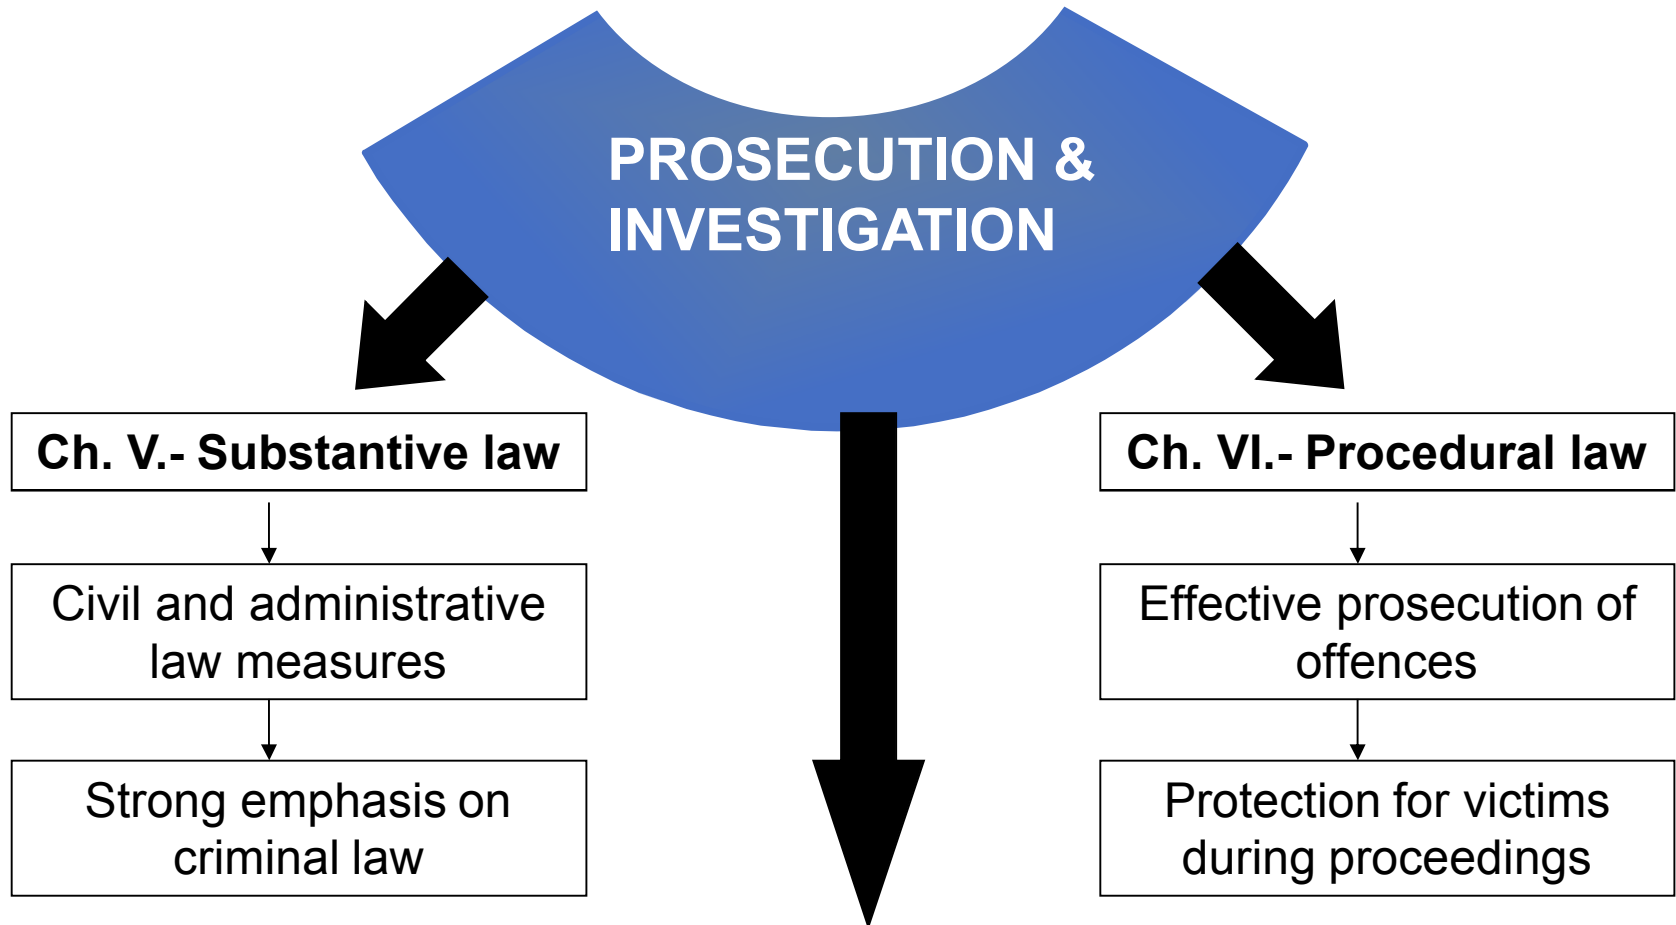 PROSECUTION &
INVESTIGATION
Ch. V.- Substantive law
Civil and administrative
law measures
Strong emphasis on
criminal law
Ch. VI.- Procedural law
Effective prosecution of
offences
Protection for victims
during proceedings